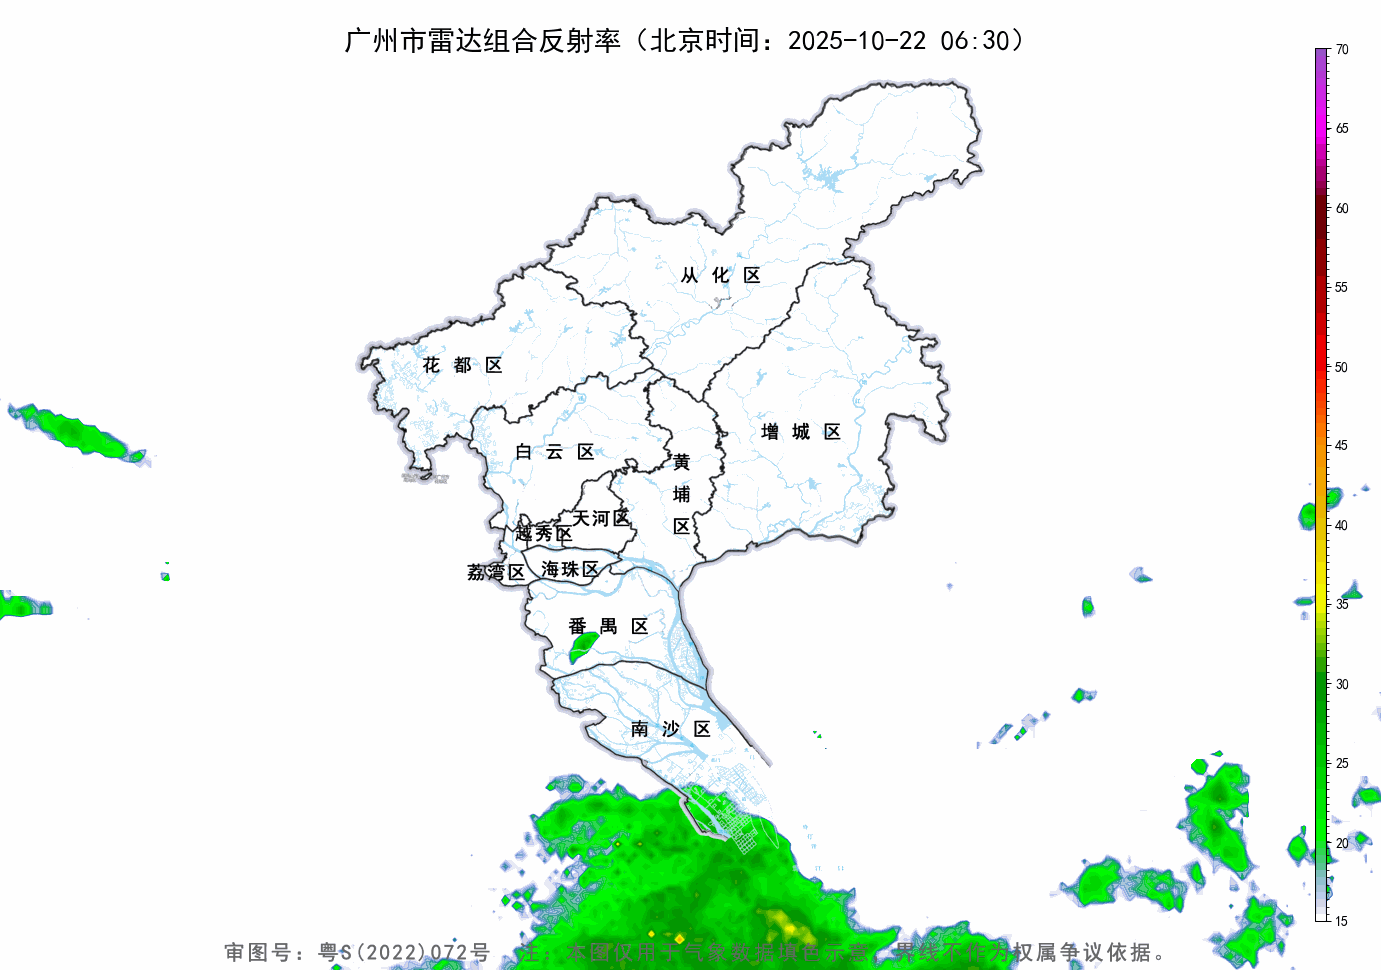 广州市雷达组合反射率（北京时间：2025-10-22 06:30）
70
65
60
55
50
45
40
35
30
25
20
15
从化区
花都区
增城区
白云区
黄埔区
天河区
越秀区
荔湾区
海珠区
番禺区
南沙区
审图号：粤S(2022)072号 注：本图仅用于气象数据填色示意，界线不作为权属争议依据。